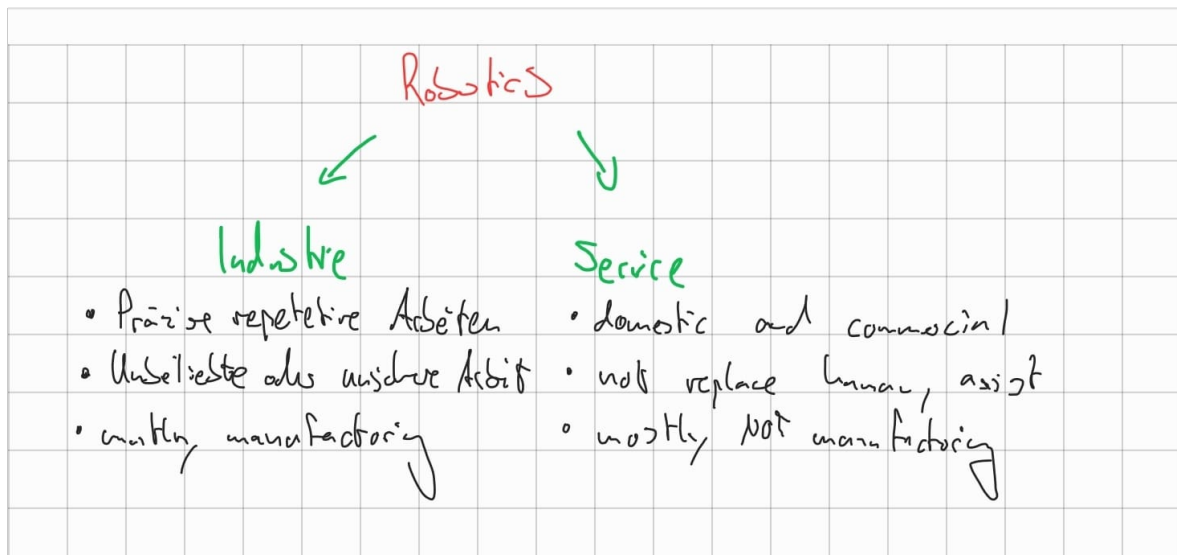 Robotics
Industrie
Service
• Präzise repetetive Arbeiten
• domestic and commercial
• Unbeliebte oder unsichere Arbeit
• not replace human, assist
• mostly manufactoring
• mostly NOT manufactoring